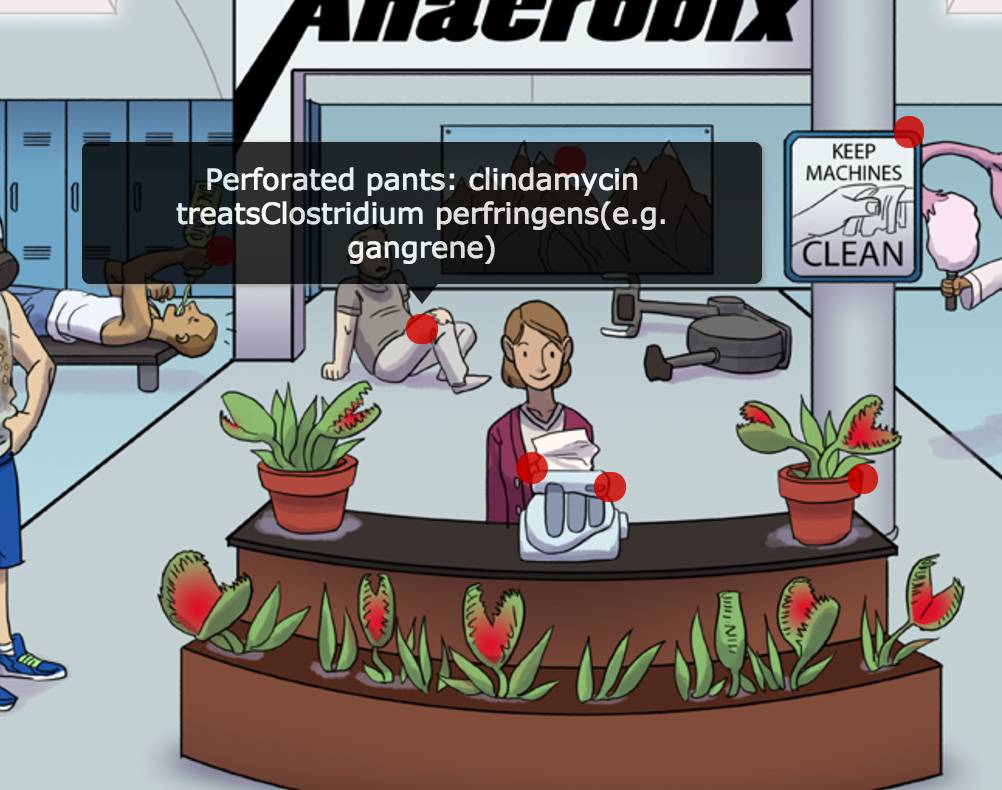 Anaerobix
KEEP
MACHINES
CLEAN
Perforated pants: clindamycin
treatsClostridium perfringens(e.g.
gangrene)